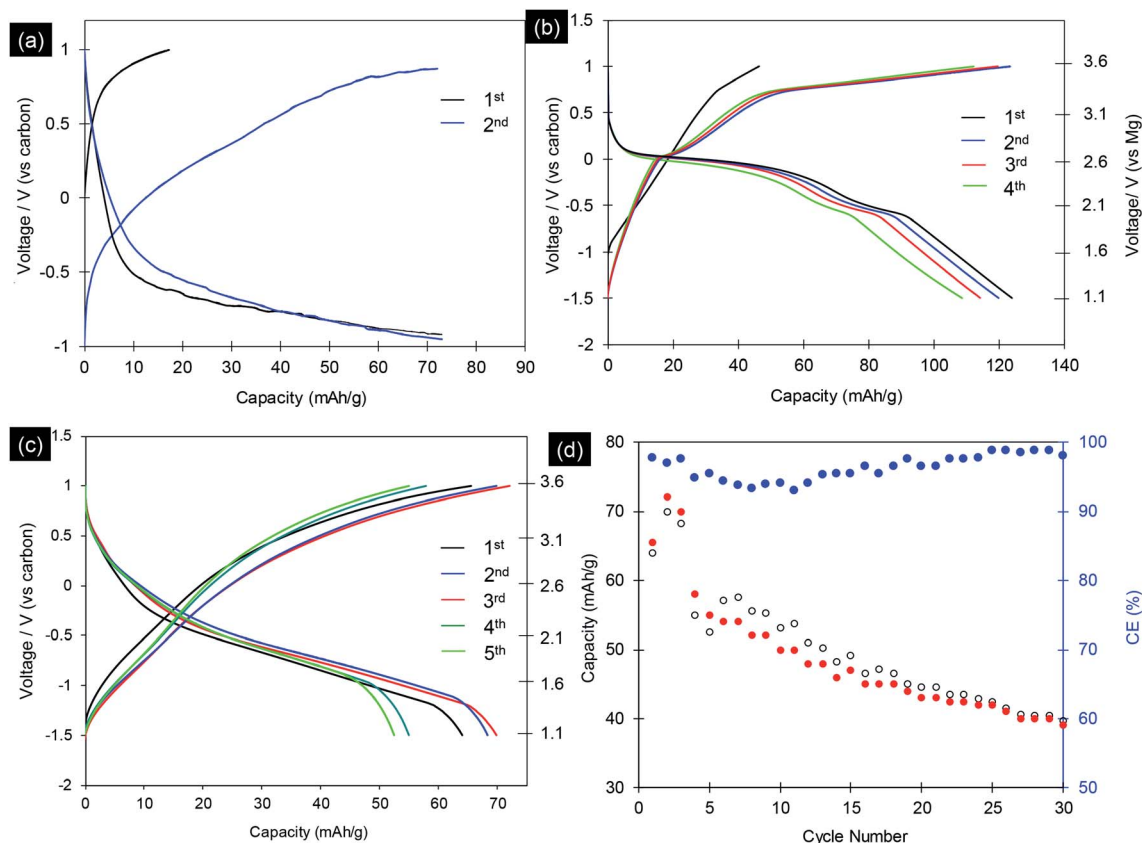 (a)
1
0.5
0
-0.5
-1
0 10 20 30 40 50 60 70 80 90
Voltage / V (vs carbon)
Capacity (mAh/g)
1st
2nd
(b)
1.5
1
0.5
0
-0.5
-1
-1.5
-2
3.6
3.1
2.6
2.1
1.6
1.1
0 20 40 60 80 100 120 140
Voltage / V (vs carbon)
Voltage/ V (vs Mg)
Capacity (mAh/g)
1st
2nd
3rd
4th
(c)
1.5
1
0.5
0
-0.5
-1
-1.5
-2
3.6
3.1
2.6
2.1
1.6
1.1
0 10 20 30 40 50 60 70
Voltage / V (vs carbon)
Capacity (mAh/g)
1st
2nd
3rd
4th
5th
(d)
80
70
60
50
40
30
100
90
80
70
60
50
0 5 10 15 20 25 30
Capacity (mAh/g)
CE (%)
Cycle Number